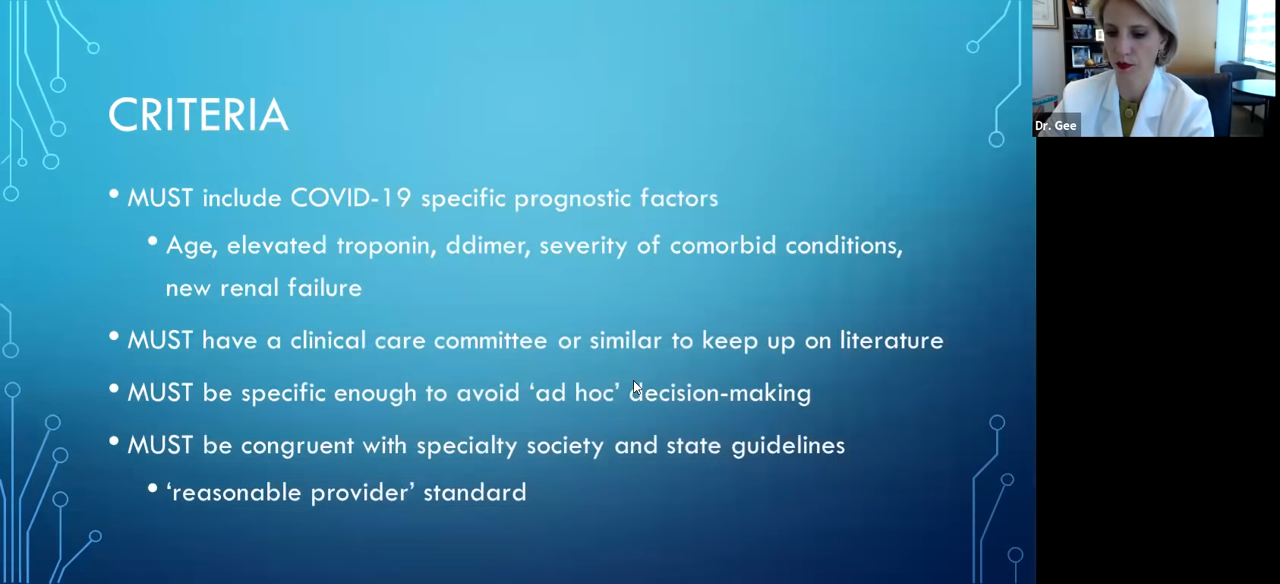 CRITERIA
• MUST include COVID-19 specific prognostic factors
• Age, elevated troponin, ddimer, severity of comorbid conditions,
new renal failure
• MUST have a clinical care committee or similar to keep up on literature
• MUST be specific enough to avoid ‘ad hoc’ decision-making
• MUST be congruent with specialty society and state guidelines
• ‘reasonable provider’ standard
Dr. Gee